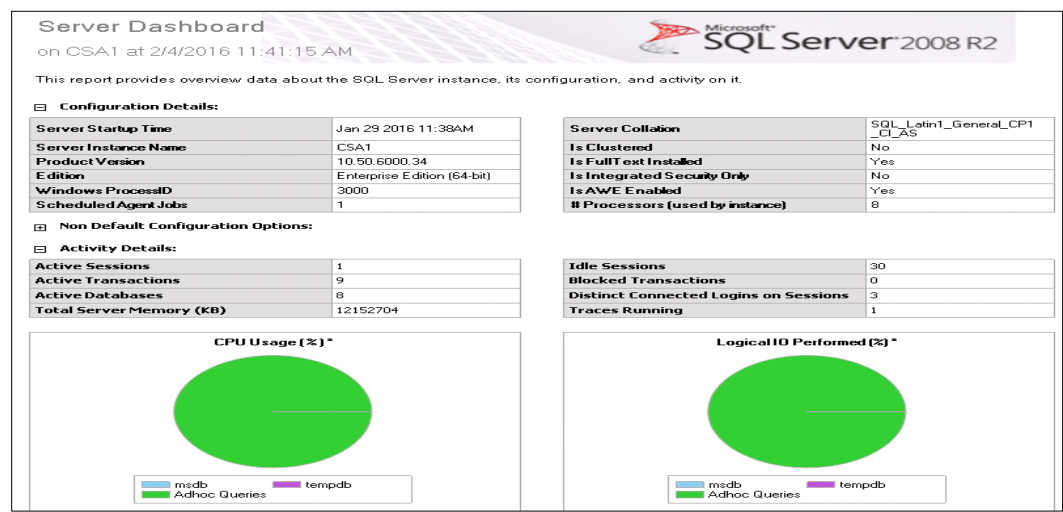 Server Dashboard
on CSA1 at 2/4/2016 11:41:15 AM
Microsoft®
SQL Server® 2008 R2
This report provides overview data about the SQL Server instance, its configuration, and activity on it.
Configuration Details:
Server Startup Time Jan 29 2016 11:38AM
Server Instance Name CSA1
Product Version 10.50.6000.34
Edition Enterprise Edition (64-bit)
Windows ProcessID 3000
Scheduled Agent Jobs 1
Server Collation SQL_Latin1_General_CP1
_CI_AS
Is Clustered No
Is FullText Installed Yes
Is Integrated Security Only No
Is AWE Enabled Yes
# Processors (used by instance) 8
Non Default Configuration Options:
Activity Details:
Active Sessions 1
Active Transactions 9
Active Databases 8
Total Server Memory (KB) 12152704
Idle Sessions 30
Blocked Transactions 0
Distinct Connected Logins on Sessions 3
Traces Running 1
CPU Usage (%) *
msdb tempdb
Adhoc Queries
Logical IO Performed (%) *
msdb tempdb
Adhoc Queries